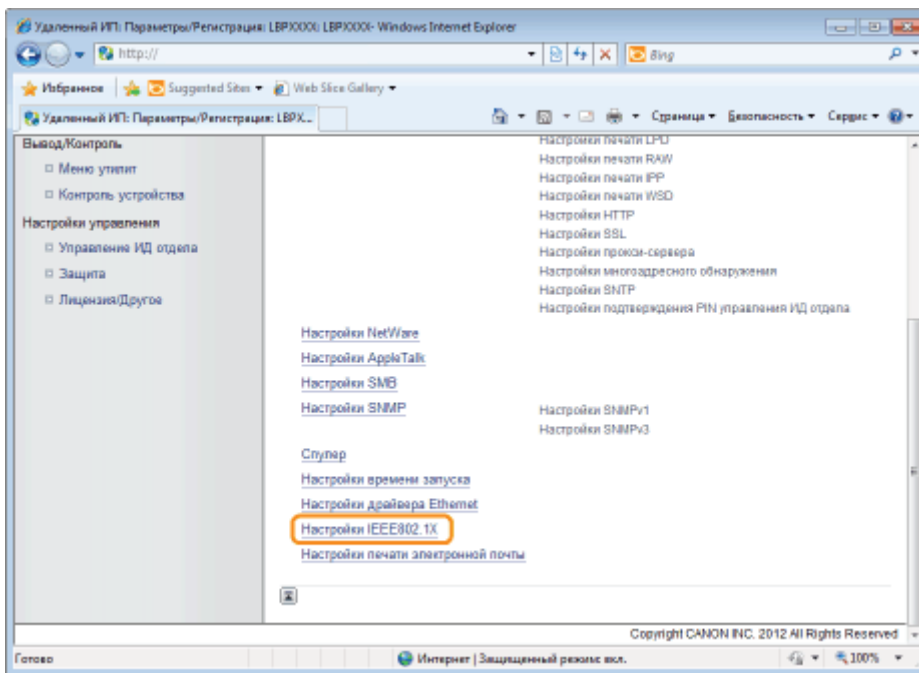 Удаленный ИП: Параметры/Регистрация: LBPXXXX: LBPXXXX- Windows Internet Explorer
http://
Bing
Избранное
Suggested Sites
Web Slice Gallery
Удаленный ИП: Параметры/Регистрация: LBPX...
Страница
Безопасность
Сервис
Вывод/Контроль
Меню утилит
Контроль устройства
Настройки управления
Управление ИД отдела
Защита
Лицензия/Другое
Настройки печати LPD
Настройки печати RAW
Настройки печати IPP
Настройки печати WSD
Настройки HTTP
Настройки SSL
Настройки прокси-сервера
Настройки многоадресного обнаружения
Настройки SNTP
Настройки подтверждения PIN управления ИД отдела
Настройки NetWare
Настройки AppleTalk
Настройки SMB
Настройки SNMP
Настройки SNMPv1
Настройки SNMPv3
Спулер
Настройки времени запуска
Настройки драйвера Ethernet
Настройки IEEE802.1X
Настройки печати электронной почты
Copyright CANON INC. 2012 All Rights Reserved
Готово
Интернет | Защищенный режим: вкл.
100%